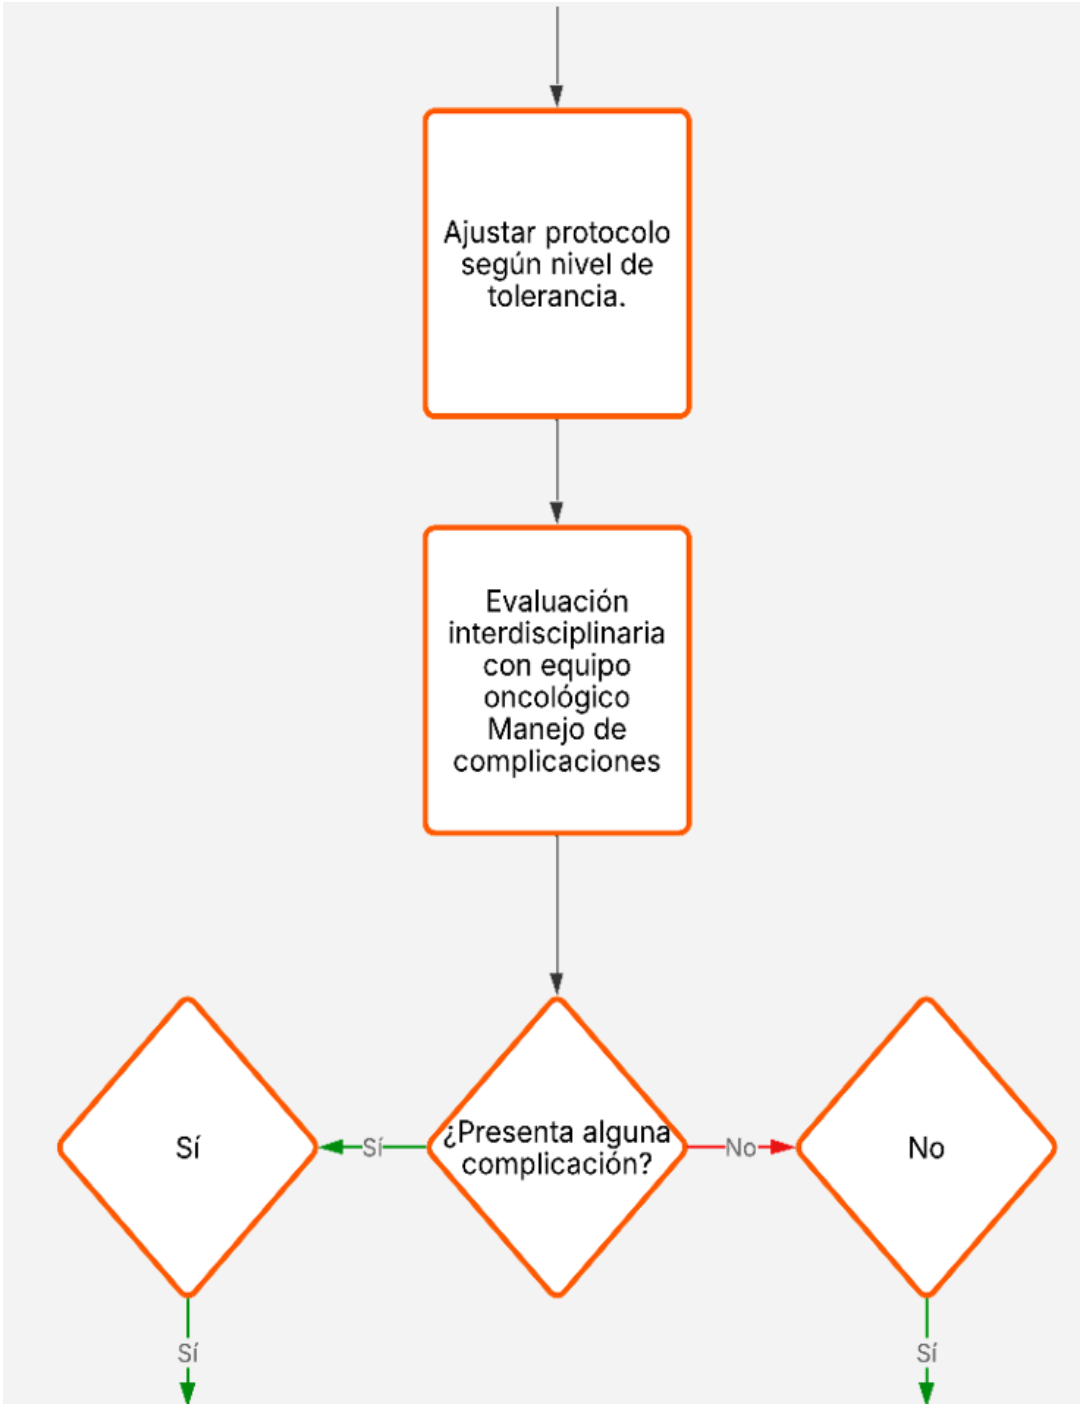 Ajustar protocolo
según nivel de
tolerancia.
Evaluación
interdisciplinaria
con equipo
oncológico
Manejo de
complicaciones
Sí
Sí
¿Presenta alguna
complicación?
No
No
Sí
Sí